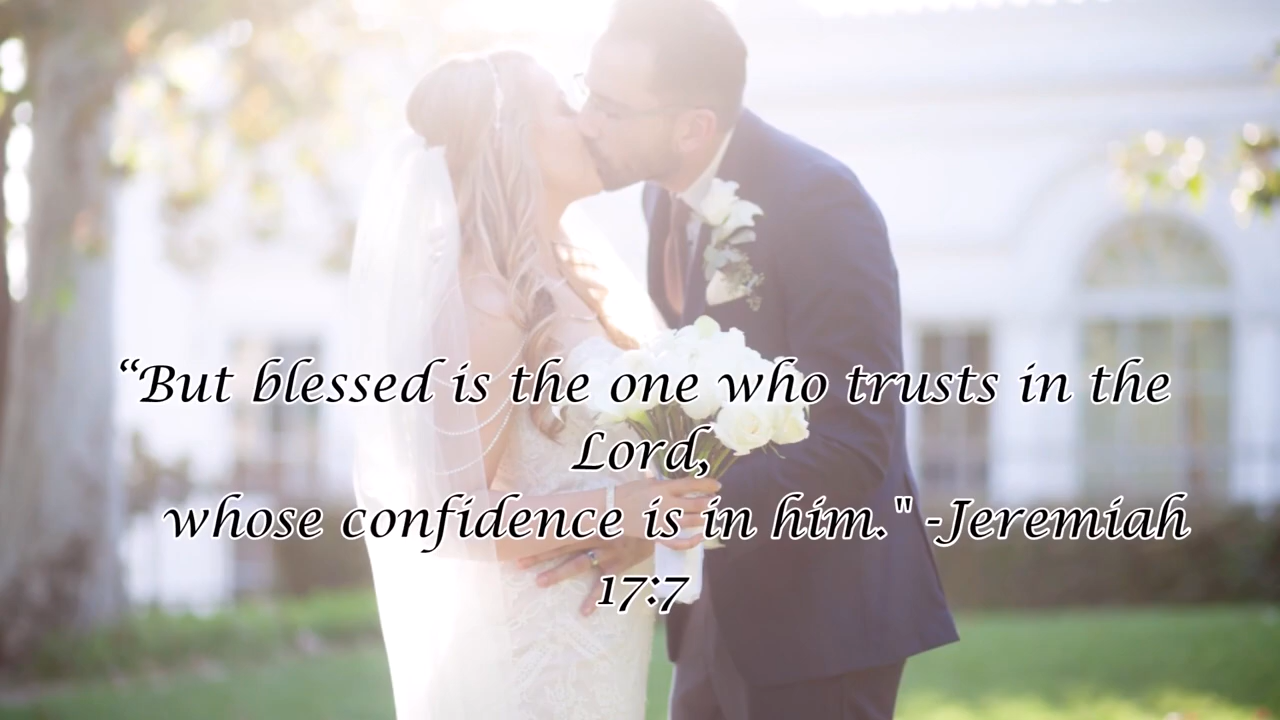 “But blessed is the one who trusts in the
Lord,
whose confidence is in him." -Jeremiah
17:7